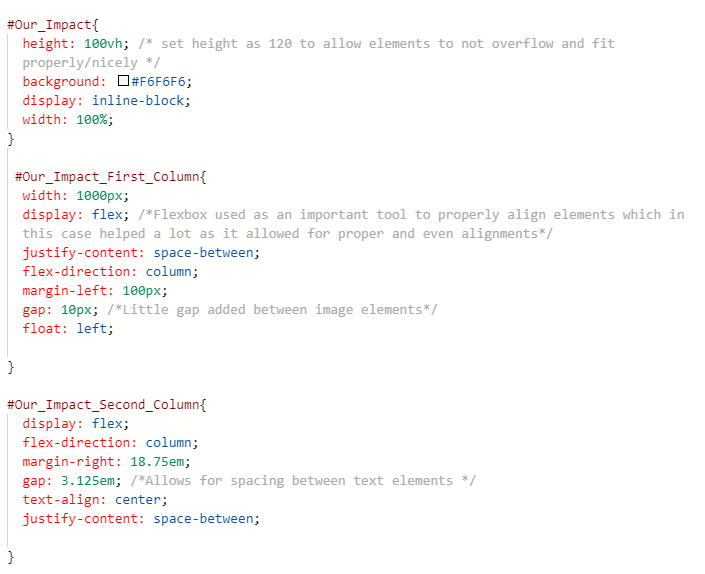 #Our_Impact{
height: 100vh; /* set height as 120 to allow elements to not overflow and fit
properly/nicely */
background: #F6F6F6;
display: inline-block;
width: 100%;
}
#Our_Impact_First_Column{
width: 1000px;
display: flex; /*Flexbox used as an important tool to properly align elements which in
this case helped a lot as it allowed for proper and even alignments*/
justify-content: space-between;
flex-direction: column;
margin-left: 100px;
gap: 10px; /*Little gap added between image elements*/
float: left;
}
#Our_Impact_Second_Column{
display: flex;
flex-direction: column;
margin-right: 18.75em;
gap: 3.125em; /*Allows for spacing between text elements */
text-align: center;
justify-content: space-between;
}